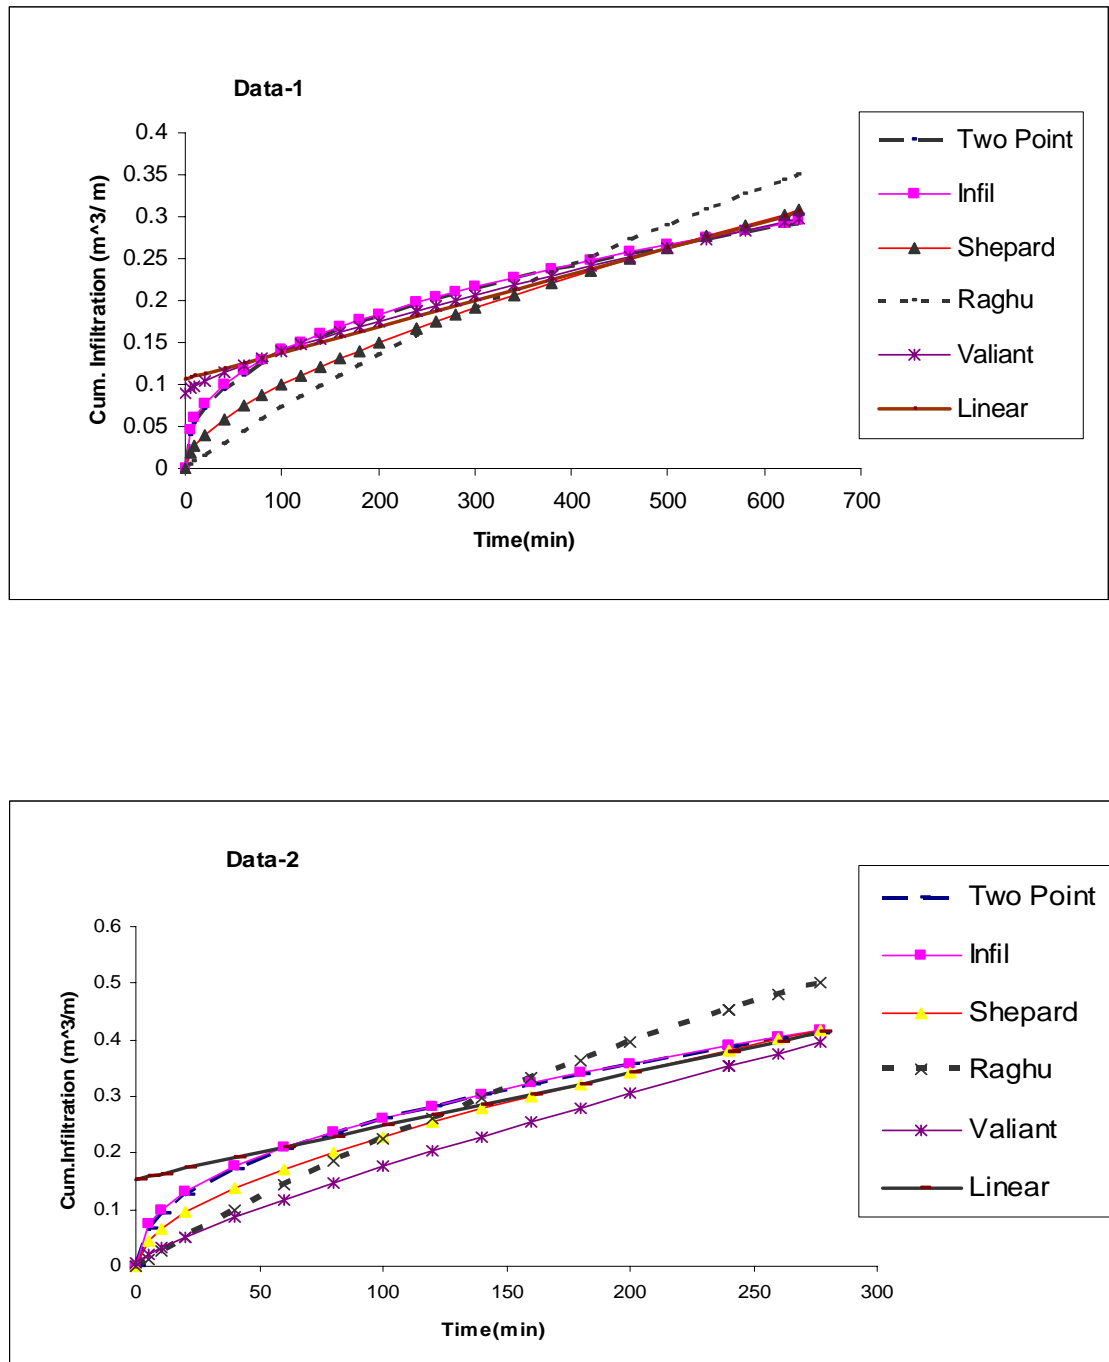 Data-1
Cum. Infiltration (m^3/ m)
0.4
0.35
0.3
0.25
0.2
0.15
0.1
0.05
0
0 100 200 300 400 500 600 700
Time(min)
Two Point
Infil
Shepard
Raghu
Valiant
Linear
Data-2
Cum.Infiltration (m^3/m)
0.6
0.5
0.4
0.3
0.2
0.1
0
0 50 100 150 200 250 300
Time(min)
Two Point
Infil
Shepard
Raghu
Valiant
Linear